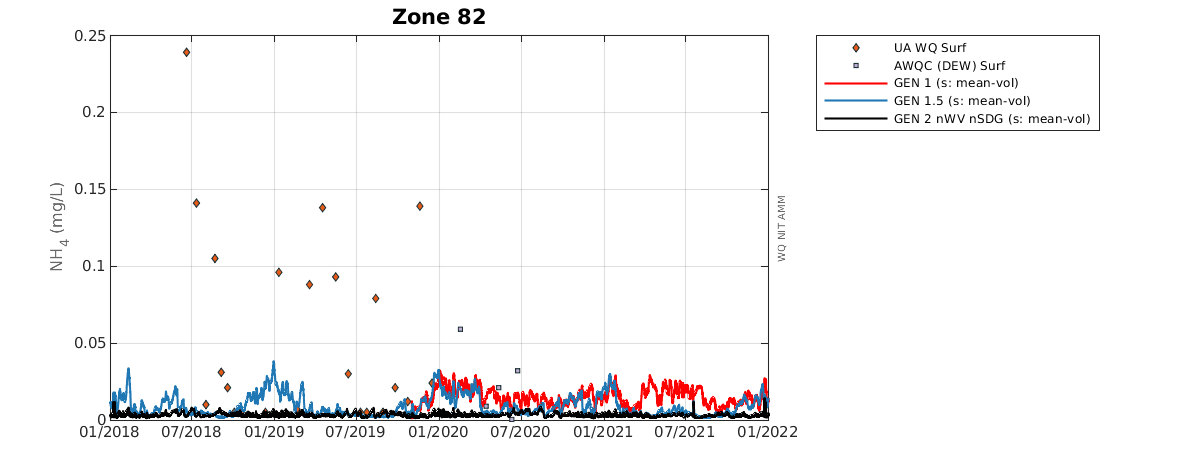 Zone 82
UA WQ Surf
AWQC (DEW) Surf
GEN 1 (s: mean-vol)
GEN 1.5 (s: mean-vol)
GEN 2 nWV nSDG (s: mean-vol)
NH4 (mg/L)
0.25
0.2
0.15
0.1
0.05
0
01/2018 07/2018 01/2019 07/2019 01/2020 07/2020 01/2021 07/2021 01/2022
WQ NIT AMM